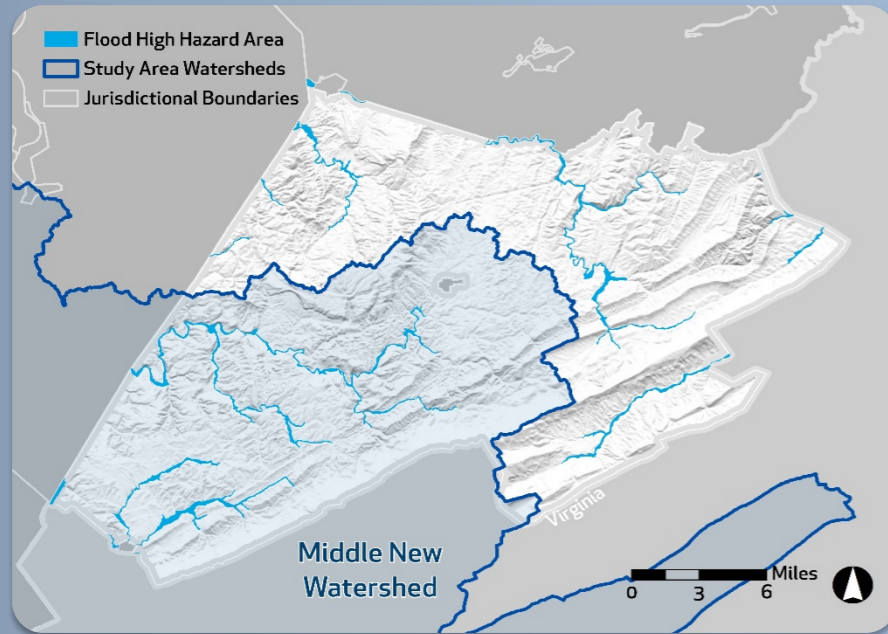 Flood High Hazard Area
Study Area Watersheds
Jurisdictional Boundaries
Virginia
Middle New
Watershed
Miles
0 3 6